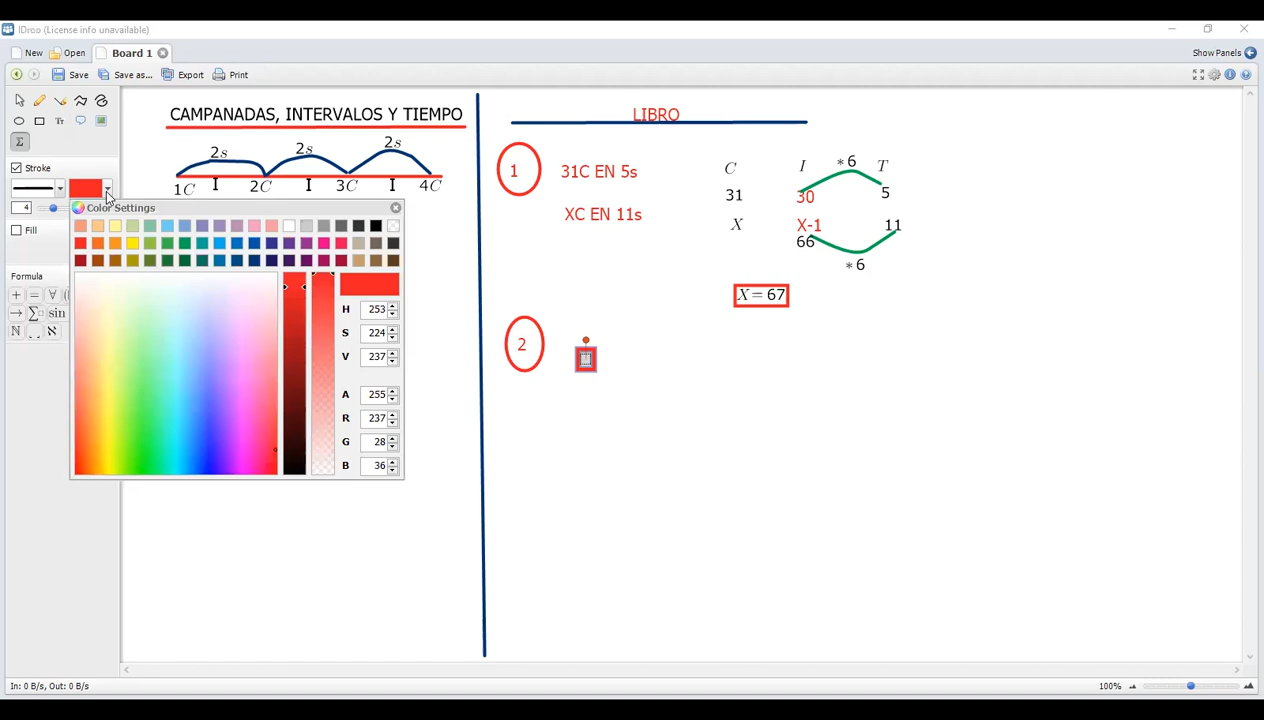 IDroo (License info unavailable)
New Open Board 1 Show Panels
Save Save as... Export Print
CAMPANADAS, INTERVALOS Y TIEMPO
2s 2s 2s
1C I 2C I 3C I 4C
LIBRO
1 31C EN 5s
XC EN 11s
C I *6 T
31 30 5
X X-1 11
66
*6
X = 67
2
Stroke
4
Fill
Formula
+ = ∀ (
→ ∑ sin
ℕ ℵ
Color Settings
H 253
S 224
V 237
A 255
R 237
G 28
B 36
In: 0 B/s, Out: 0 B/s
100%